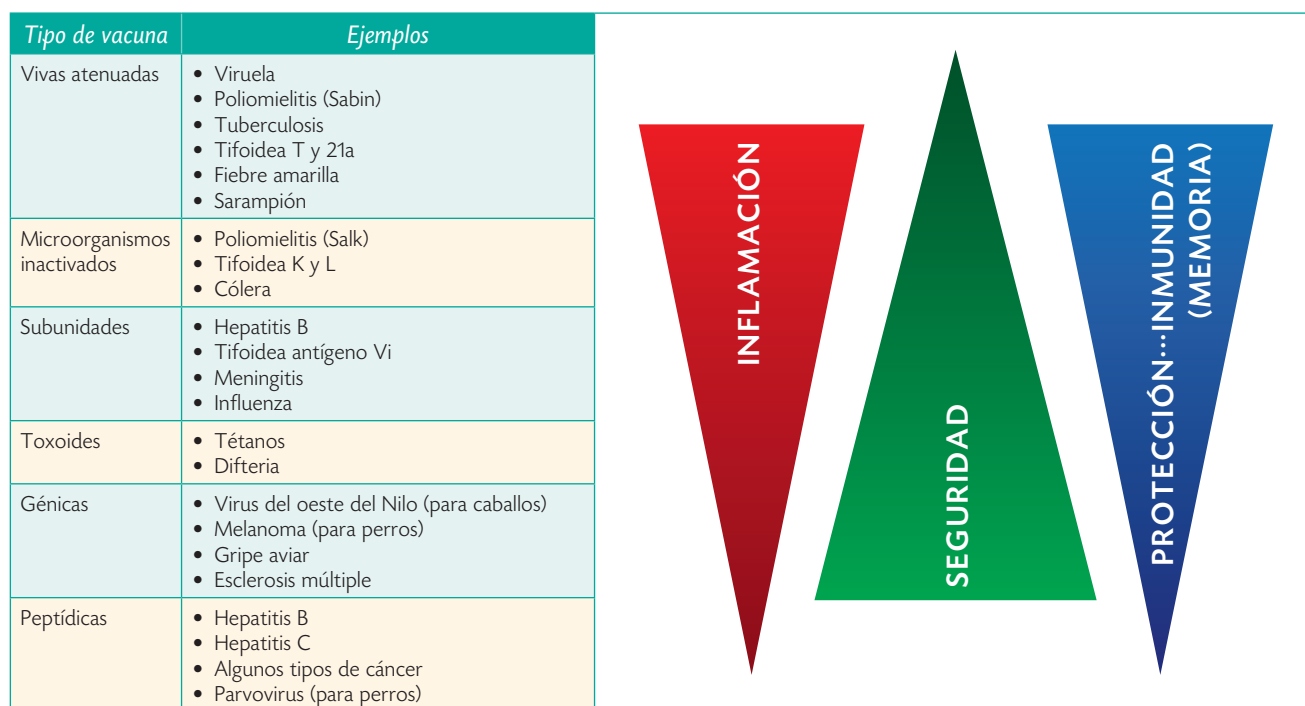 Tipo de vacuna
Ejemplos
Vivas atenuadas
• Viruela
• Poliomielitis (Sabin)
• Tuberculosis
• Tifoidea T y 21a
• Fiebre amarilla
• Sarampión
Microorganismos
inactivados
• Poliomielitis (Salk)
• Tifoidea K y L
• Cólera
Subunidades
• Hepatitis B
• Tifoidea antígeno Vi
• Meningitis
• Influenza
Toxoides
• Tétanos
• Difteria
Génicas
• Virus del oeste del Nilo (para caballos)
• Melanoma (para perros)
• Gripe aviar
• Esclerosis múltiple
Peptídicas
• Hepatitis B
• Hepatitis C
• Algunos tipos de cáncer
• Parvovirus (para perros)
INFLAMACIÓN
SEGURIDAD
PROTECCIÓN...INMUNIDAD
(MEMORIA)